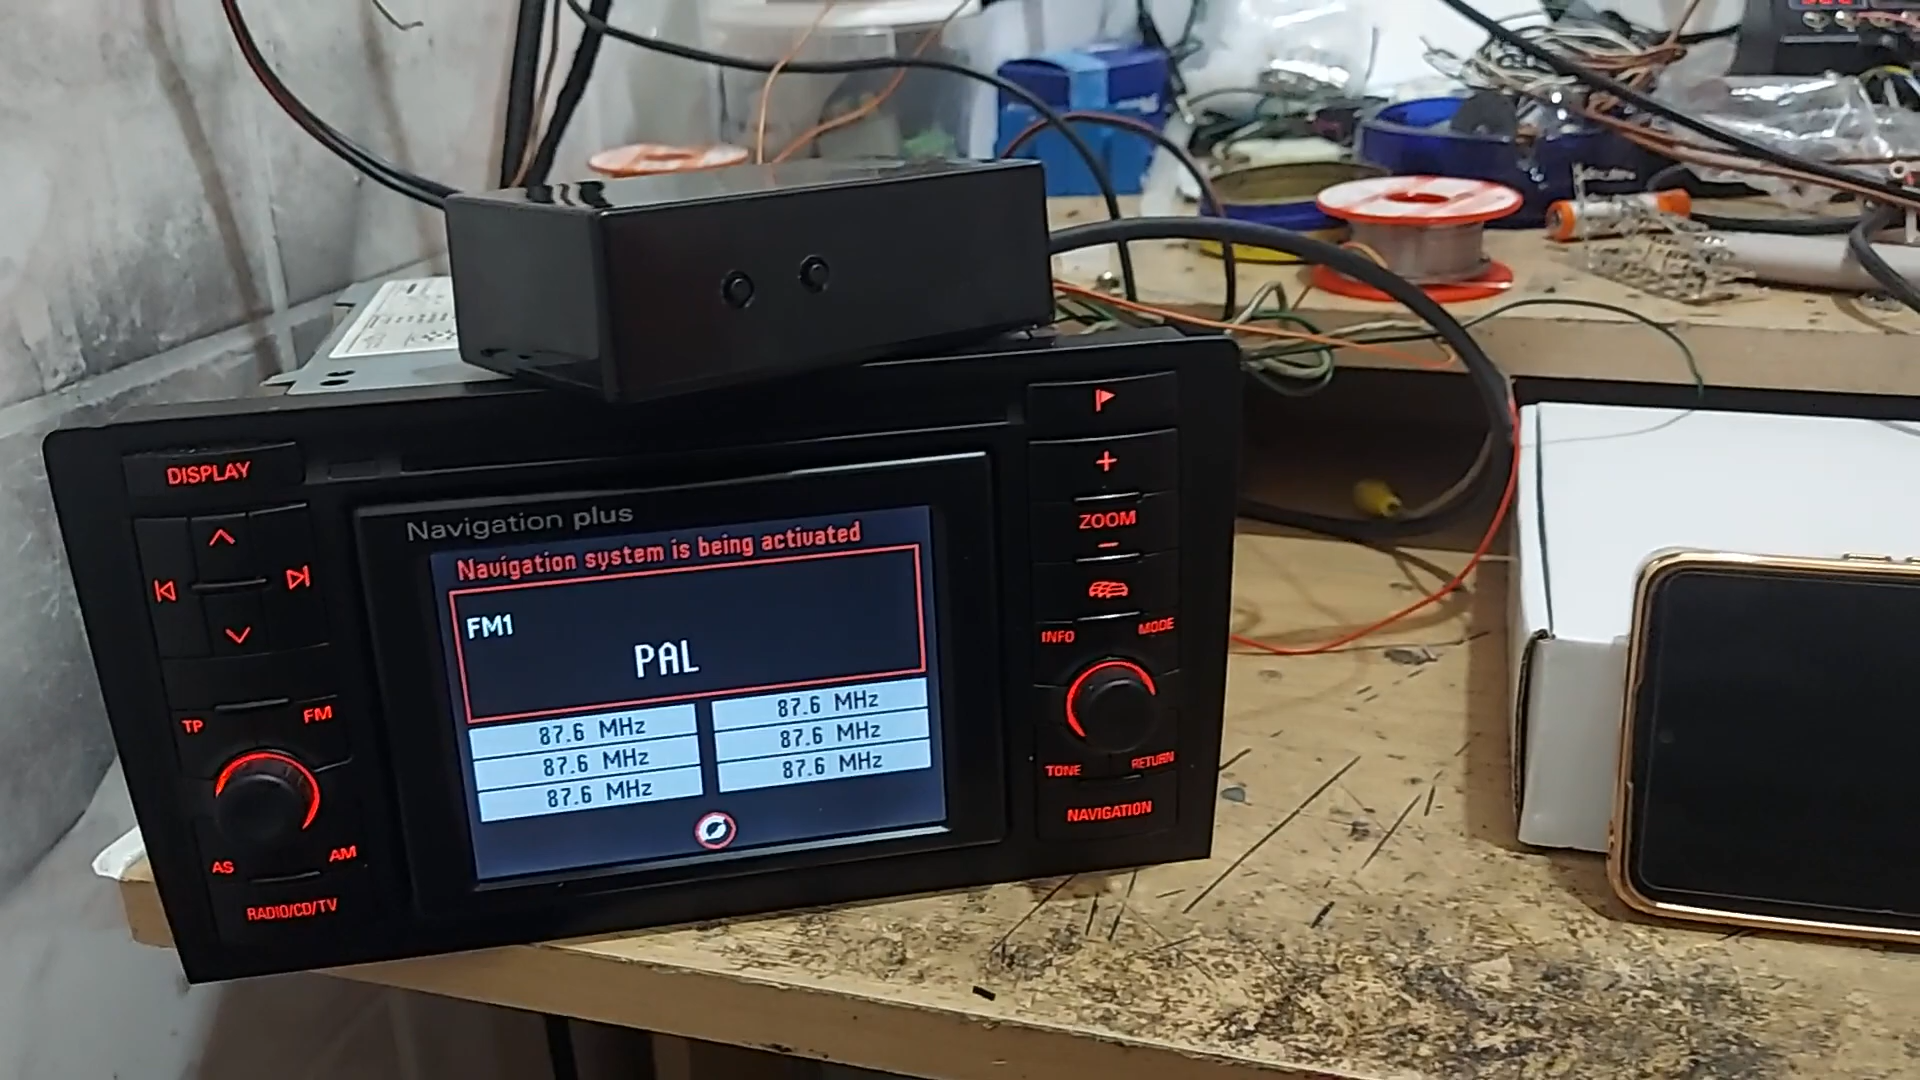 DISPLAY
Navigation plus
Navigation system is being activated
FM1
PAL
87.6 MHz
87.6 MHz
87.6 MHz
87.6 MHz
87.6 MHz
87.6 MHz
TP
FM
AS
AM
RADIO/CD/TV
+
ZOOM
-
INFO
MODE
TONE
RETURN
NAVIGATION